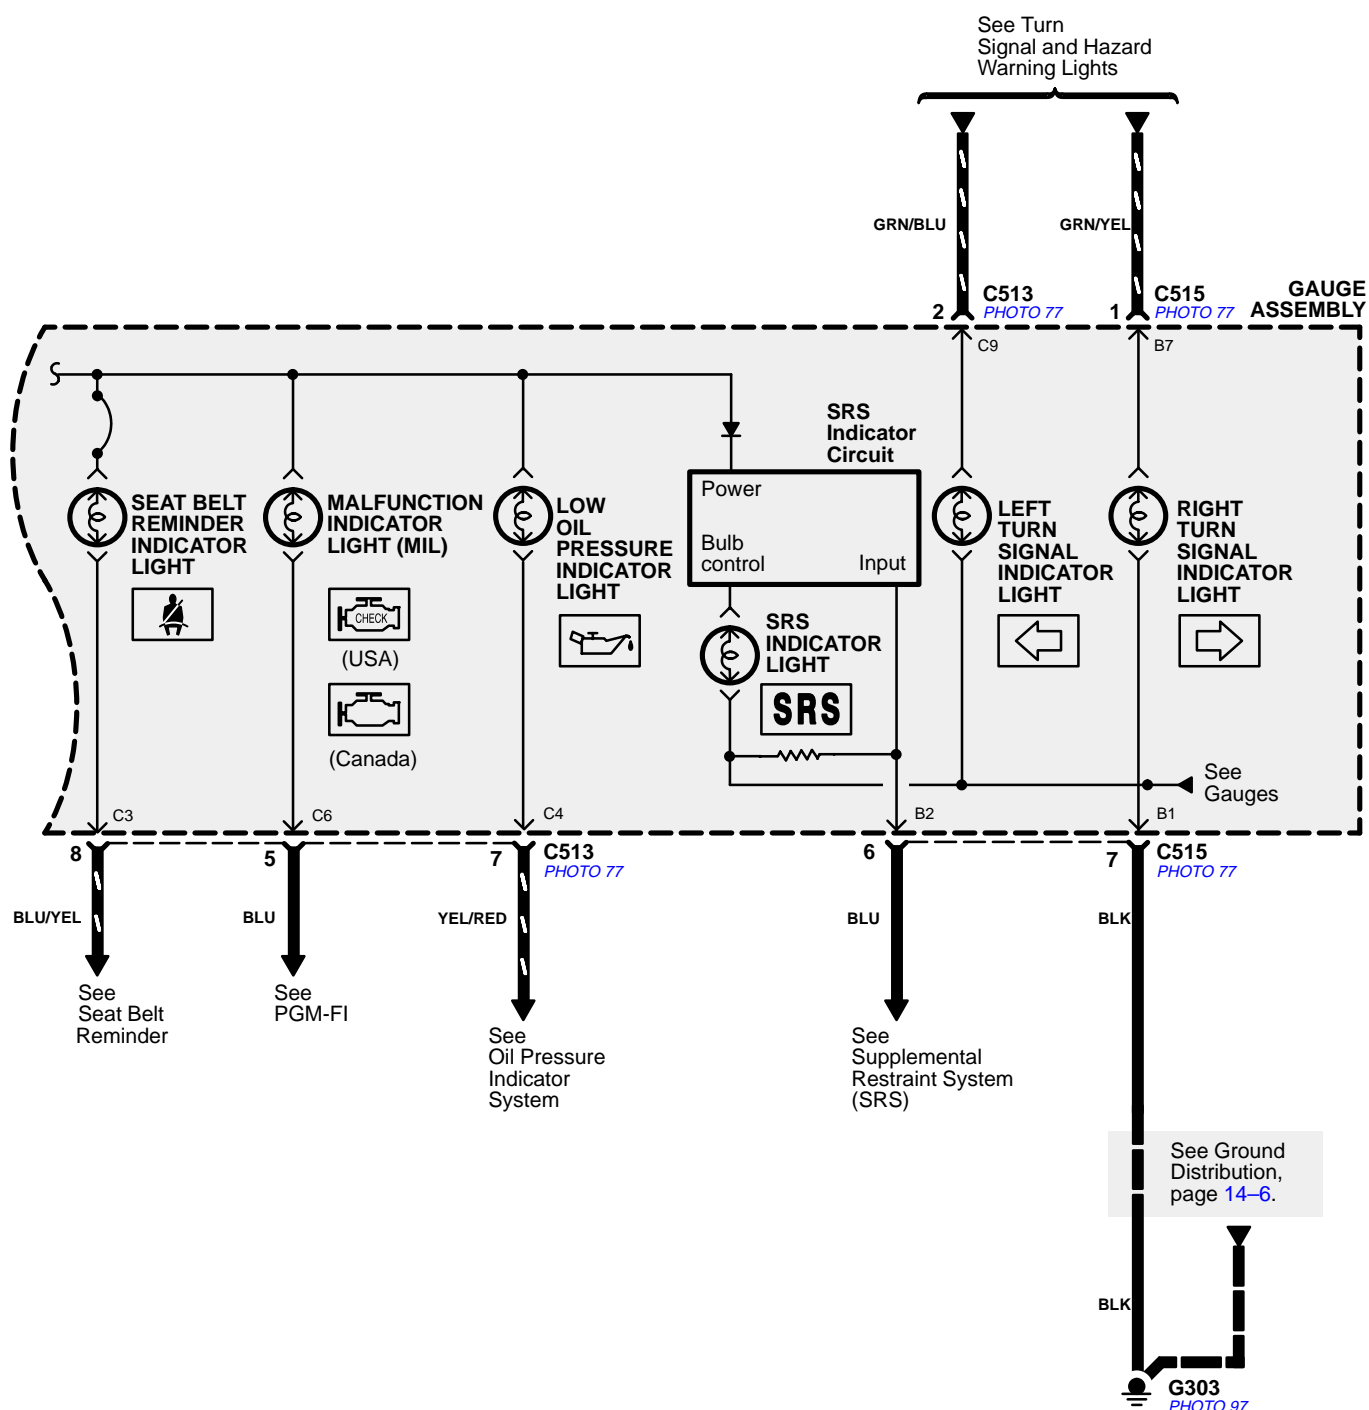 See Turn
Signal and Hazard
Warning Lights
GRN/BLU
GRN/YEL
2
C513
PHOTO 77
1
C515
PHOTO 77
GAUGE
ASSEMBLY
C9
B7
SRS
Indicator
Circuit
Power
Bulb
control
Input
SEAT BELT
REMINDER
INDICATOR
LIGHT
MALFUNCTION
INDICATOR
LIGHT (MIL)
LOW
OIL
PRESSURE
INDICATOR
LIGHT
LEFT
TURN
SIGNAL
INDICATOR
LIGHT
RIGHT
TURN
SIGNAL
INDICATOR
LIGHT
CHECK
(USA)
(Canada)
SRS
INDICATOR
LIGHT
SRS
See
Gauges
C3
C6
C4
B2
B1
8
5
7
C513
PHOTO 77
6
7
C515
PHOTO 77
BLU/YEL
BLU
YEL/RED
BLU
BLK
See
Seat Belt
Reminder
See
PGM-FI
See
Oil Pressure
Indicator
System
See
Supplemental
Restraint System
(SRS)
See Ground
Distribution,
page 14–6.
BLK
G303
PHOTO 97